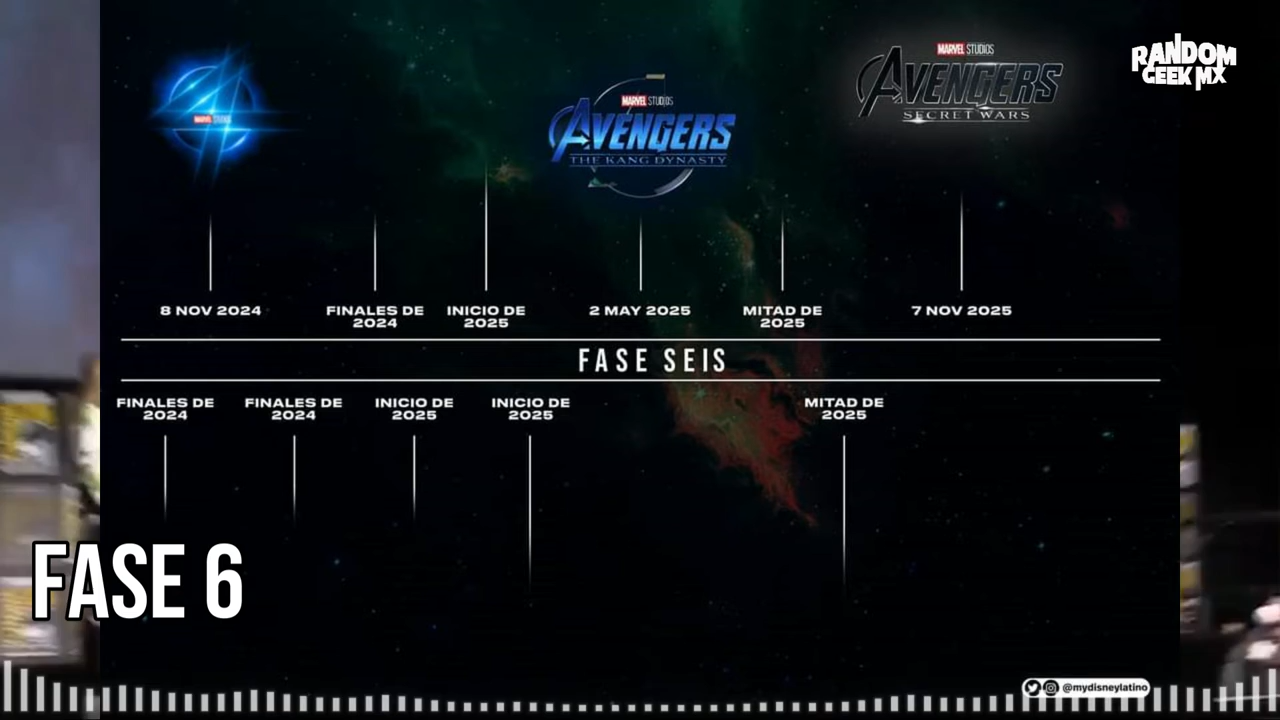 RANDOM
GEEK MX
MARVEL STUDIOS
MARVEL STUDIOS
AVENGERS
THE KANG DYNASTY
MARVEL STUDIOS
AVENGERS
SECRET WARS
8 NOV 2024
FINALES DE
2024
INICIO DE
2025
2 MAY 2025
MITAD DE
2025
7 NOV 2025
FASE SEIS
FINALES DE
2024
FINALES DE
2024
INICIO DE
2025
INICIO DE
2025
MITAD DE
2025
FASE 6
@mydisneylatino